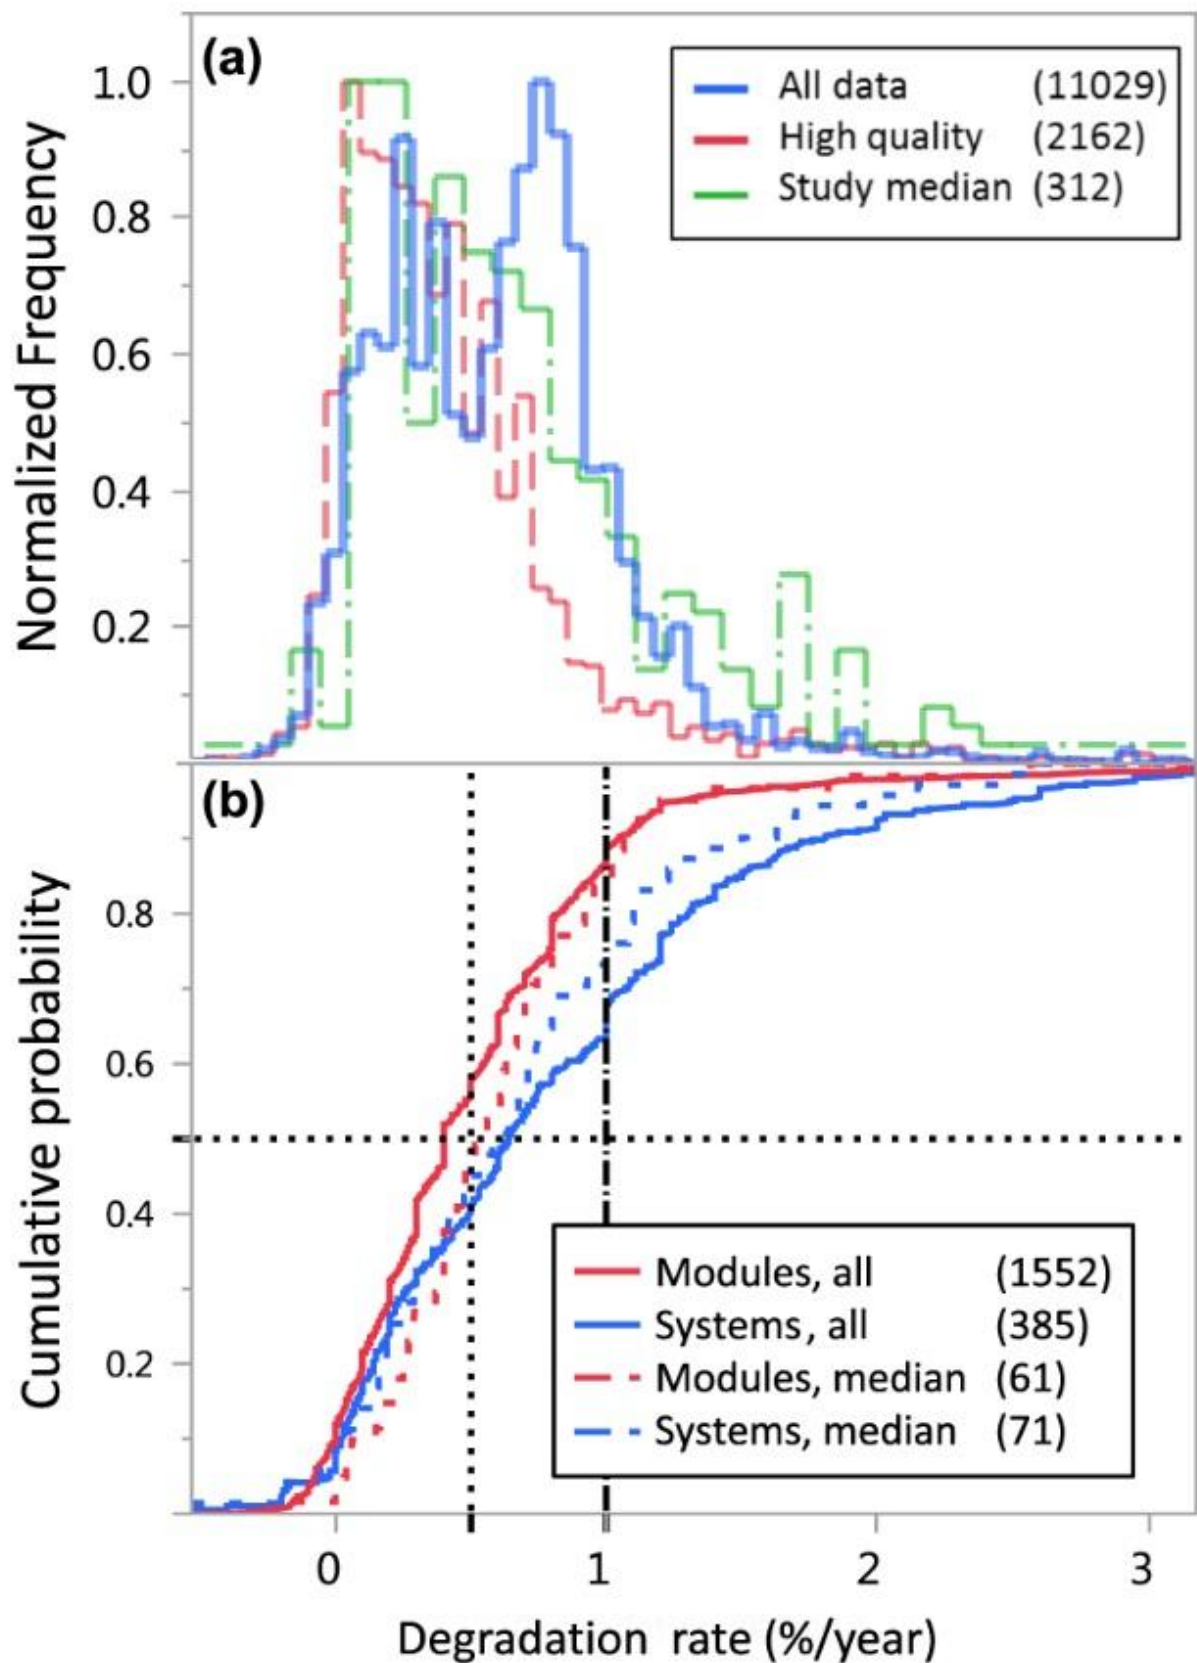 (a)
All data (11029)
High quality (2162)
Study median (312)
Normalized Frequency
1.0
0.8
0.6
0.4
0.2
(b)
Cumulative probability
0.8
0.6
0.4
0.2
Modules, all (1552)
Systems, all (385)
Modules, median (61)
Systems, median (71)
0 1 2 3
Degradation rate (%/year)